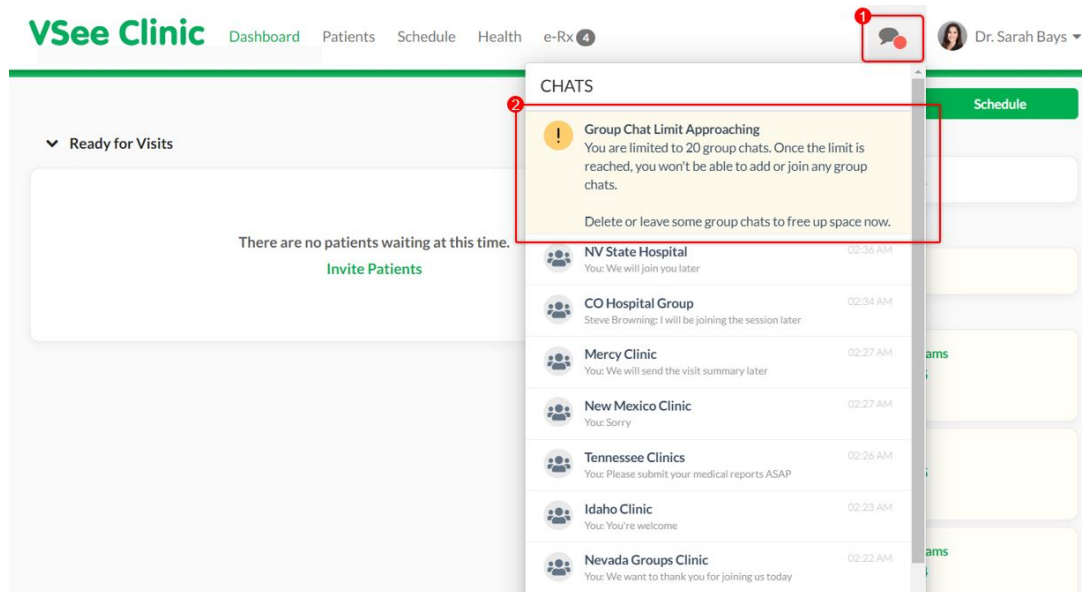 1
VSee Clinic Dashboard Patients Schedule Health e-Rx 4 Dr. Sarah Bays
CHATS
2
Schedule
Group Chat Limit Approaching
You are limited to 20 group chats. Once the limit is
reached, you won't be able to add or join any group
chats.
Delete or leave some group chats to free up space now.
Ready for Visits
There are no patients waiting at this time.
Invite Patients
NV State Hospital 02:36 AM
You: We will join you later
CO Hospital Group 02:34 AM
Steve Browning: I will be joining the session later
Mercy Clinic 02:27 AM
You: We will send the visit summary later
New Mexico Clinic 02:27 AM
You: Sorry
Tennessee Clinics 02:26 AM
You: Please submit your medical reports ASAP
Idaho Clinic 02:23 AM
You: You're welcome
Nevada Groups Clinic 02:22 AM
You: We want to thank you for joining us today
ams
ams